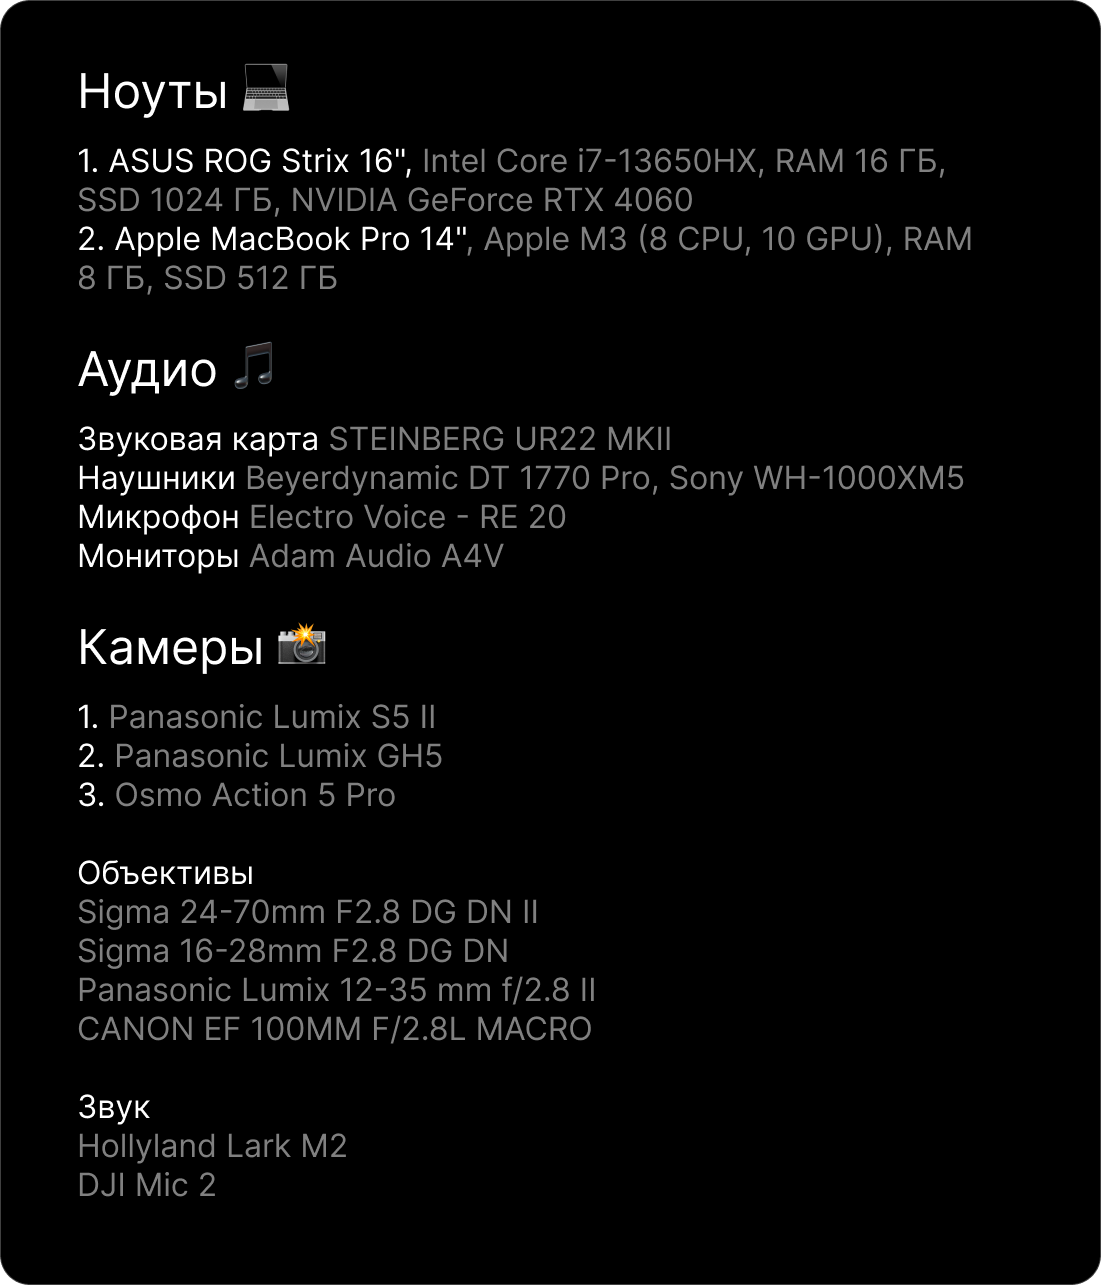 Ноуты 💻
1. ASUS ROG Strix 16", Intel Core i7-13650HX, RAM 16 ГБ,
SSD 1024 ГБ, NVIDIA GeForce RTX 4060
2. Apple MacBook Pro 14", Apple M3 (8 CPU, 10 GPU), RAM
8 ГБ, SSD 512 ГБ
Аудио 🎵
Звуковая карта STEINBERG UR22 MKII
Наушники Beyerdynamic DT 1770 Pro, Sony WH-1000XM5
Микрофон Electro Voice - RE 20
Мониторы Adam Audio A4V
Камеры 📸
1. Panasonic Lumix S5 II
2. Panasonic Lumix GH5
3. Osmo Action 5 Pro
Объективы
Sigma 24-70mm F2.8 DG DN II
Sigma 16-28mm F2.8 DG DN
Panasonic Lumix 12-35 mm f/2.8 II
CANON EF 100MM F/2.8L MACRO
Звук
Hollyland Lark M2
DJI Mic 2